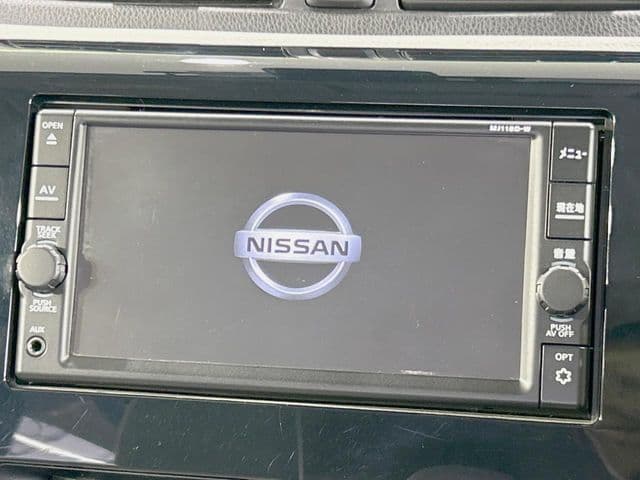 MJ118D-W
OPEN
AV
TRACK
SEEK
PUSH
SOURCE
AUX
NISSAN
メニュー
現在地
音量
PUSH
AV OFF
OPT